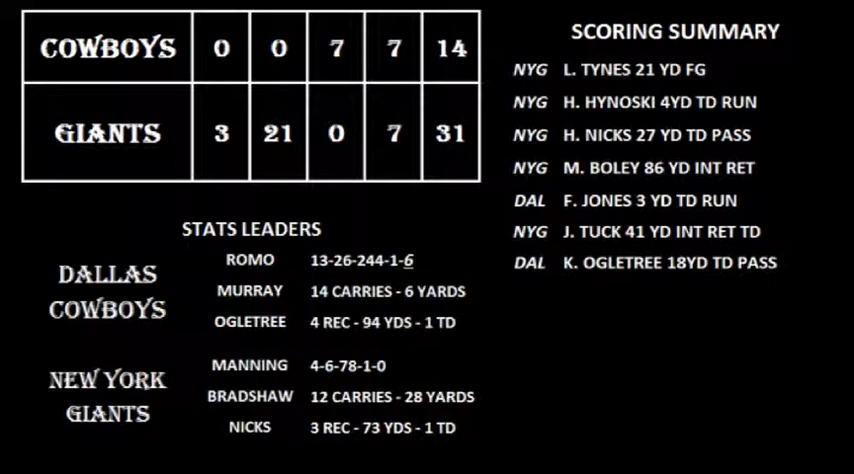 COWBOYS 0 0 7 7 14
GIANTS 3 21 0 7 31
SCORING SUMMARY
NYG L. TYNES 21 YD FG
NYG H. HYNOSKI 4YD TD RUN
NYG H. NICKS 27 YD TD PASS
NYG M. BOLEY 86 YD INT RET
DAL F. JONES 3 YD TD RUN
NYG J. TUCK 41 YD INT RET TD
DAL K. OGLETREE 18YD TD PASS
STATS LEADERS
DALLAS
COWBOYS
ROMO 13-26-244-1-6
MURRAY 14 CARRIES - 6 YARDS
OGLETREE 4 REC - 94 YDS - 1 TD
NEW YORK
GIANTS
MANNING 4-6-78-1-0
BRADSHAW 12 CARRIES - 28 YARDS
NICKS 3 REC - 73 YDS - 1 TD